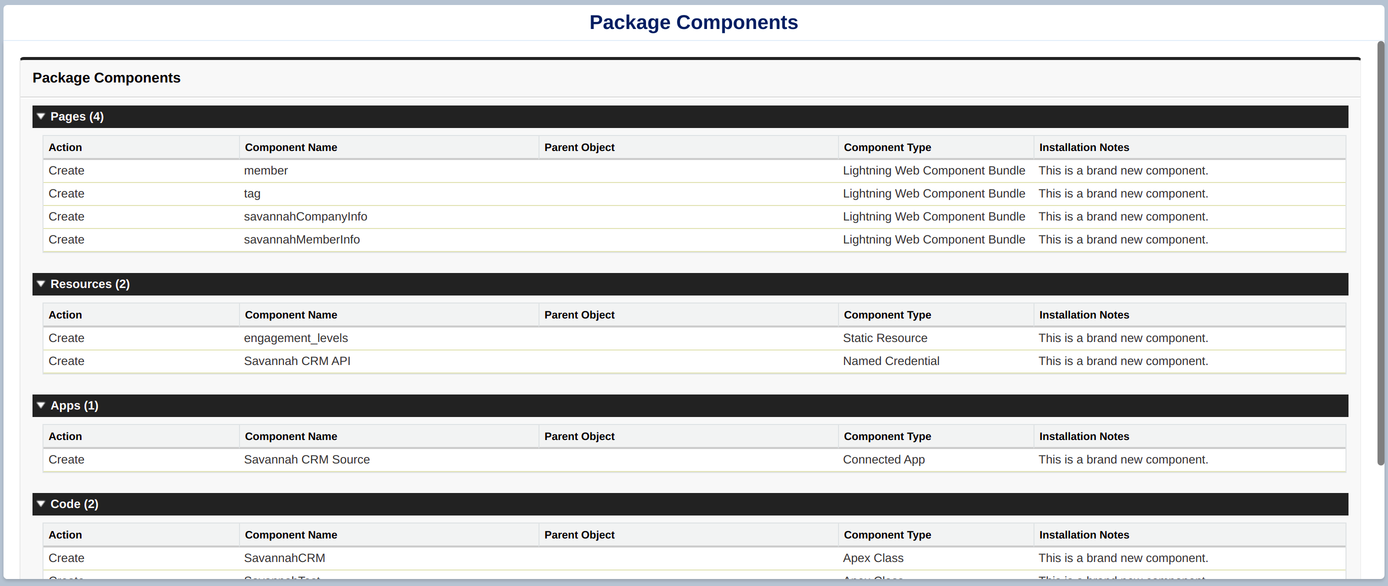 Package Components
Package Components
Pages (4)
Action Component Name Parent Object Component Type Installation Notes
Create member Lightning Web Component Bundle This is a brand new component.
Create tag Lightning Web Component Bundle This is a brand new component.
Create savannahCompanyInfo Lightning Web Component Bundle This is a brand new component.
Create savannahMemberInfo Lightning Web Component Bundle This is a brand new component.
Resources (2)
Action Component Name Parent Object Component Type Installation Notes
Create engagement_levels Static Resource This is a brand new component.
Create Savannah CRM API Named Credential This is a brand new component.
Apps (1)
Action Component Name Parent Object Component Type Installation Notes
Create Savannah CRM Source Connected App This is a brand new component.
Code (2)
Action Component Name Parent Object Component Type Installation Notes
Create SavannahCRM Apex Class This is a brand new component.